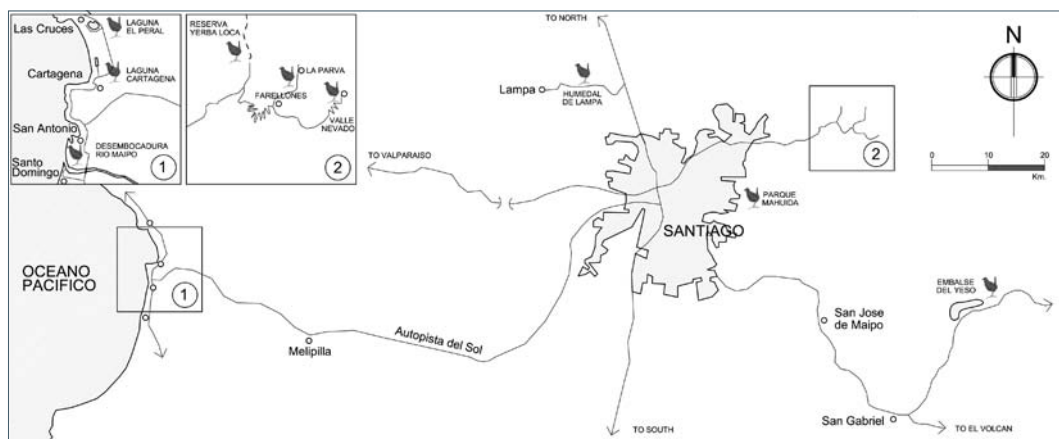 Las Cruces
LAGUNA
EL PERAL
Cartagena
LAGUNA
CARTAGENA
San Antonio
DESEMBOCADURA
RIO MAIPO
Santo
Domingo
1
RESERVA
YERBA LOCA
LA PARVA
FARELLONES
VALLE
NEVADO
2
TO NORTH
Lampa
HUMEDAL
DE LAMPA
TO VALPARAISO
2
N
0 10 20
Km.
PARQUE
MAHUIDA
SANTIAGO
OCEANO
PACIFICO
1
Autopista del Sol
Melipilla
EMBALSE
DEL YESO
San Jose
de Maipo
San Gabriel
TO EL VOLCAN
TO SOUTH